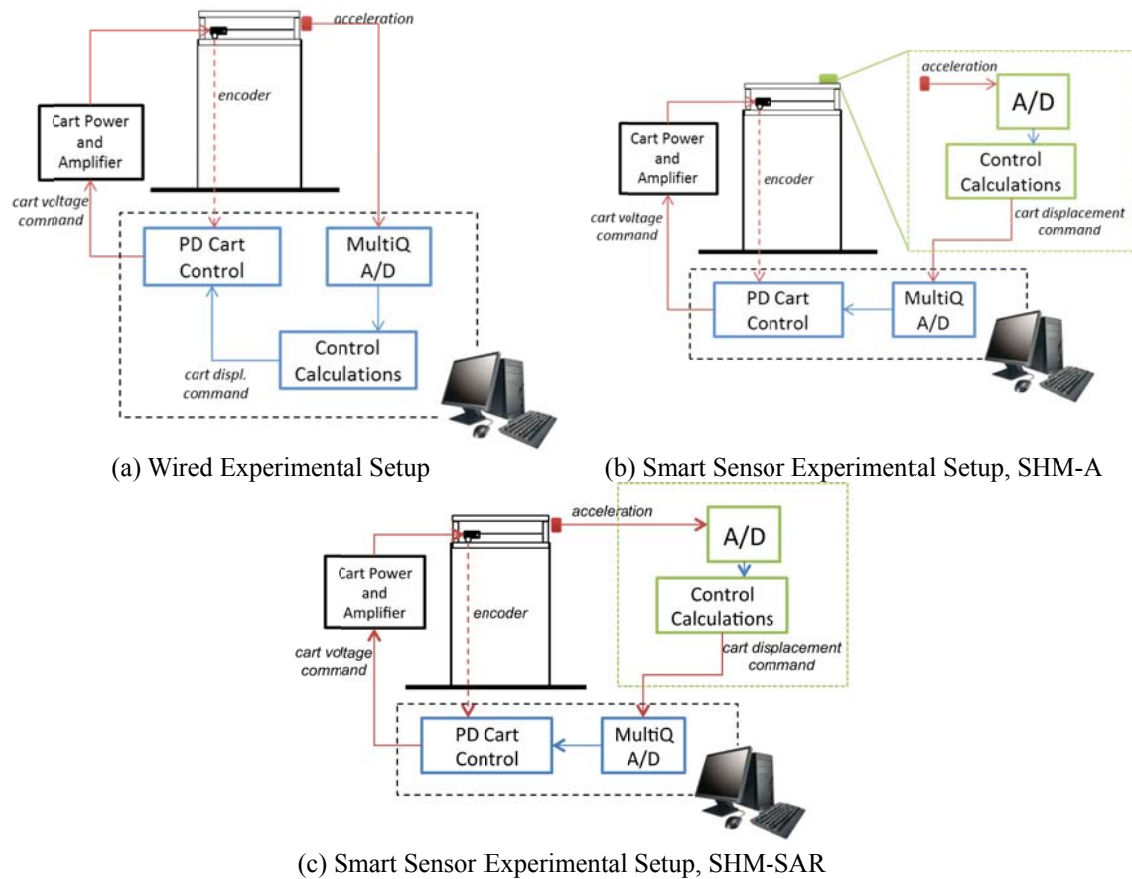 acceleration
encoder
Cart Power
and
Amplifier
cart voltage
command
PD Cart
Control
MultiQ
A/D
Control
Calculations
cart displ.
command
(a) Wired Experimental Setup
acceleration
A/D
Control
Calculations
cart displacement
command
Cart Power
and
Amplifier
encoder
cart voltage
command
PD Cart
Control
MultiQ
A/D
(b) Smart Sensor Experimental Setup, SHM-A
acceleration
A/D
Control
Calculations
cart displacement
command
Cart Power
and
Amplifier
encoder
cart voltage
command
PD Cart
Control
MultiQ
A/D
(c) Smart Sensor Experimental Setup, SHM-SAR